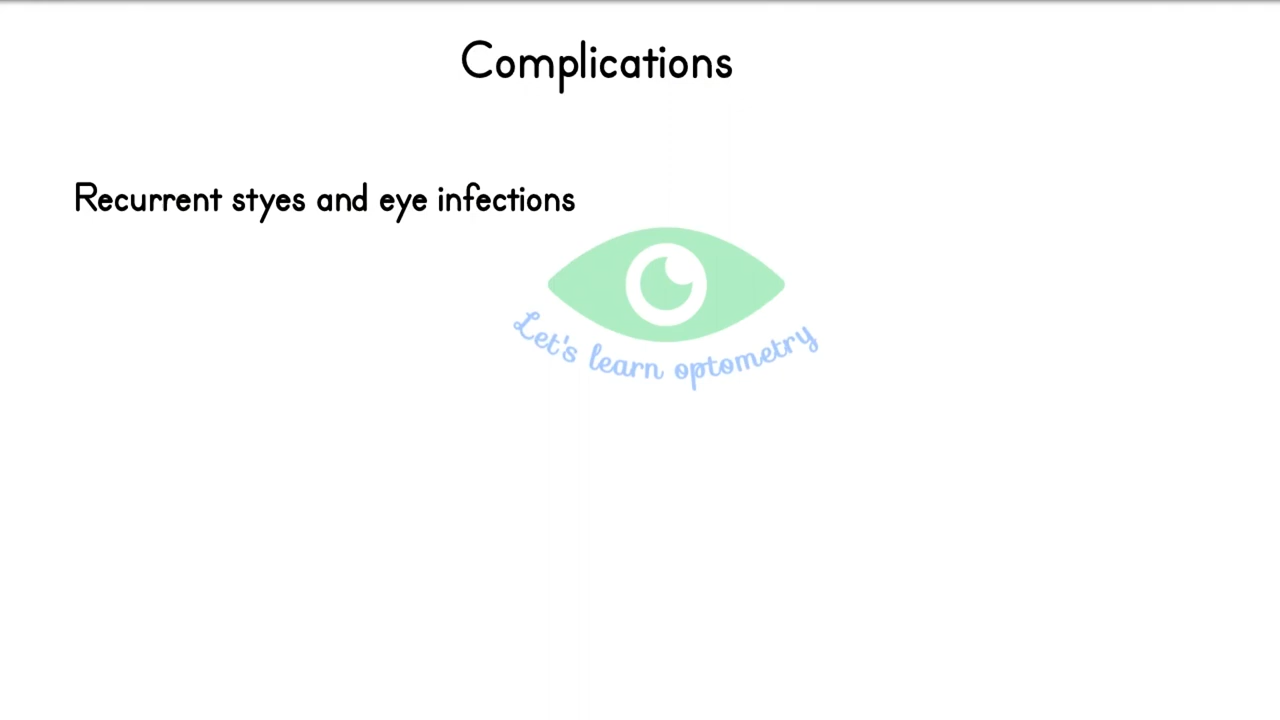 Complications
Recurrent styes and eye infections
Let's learn optometry